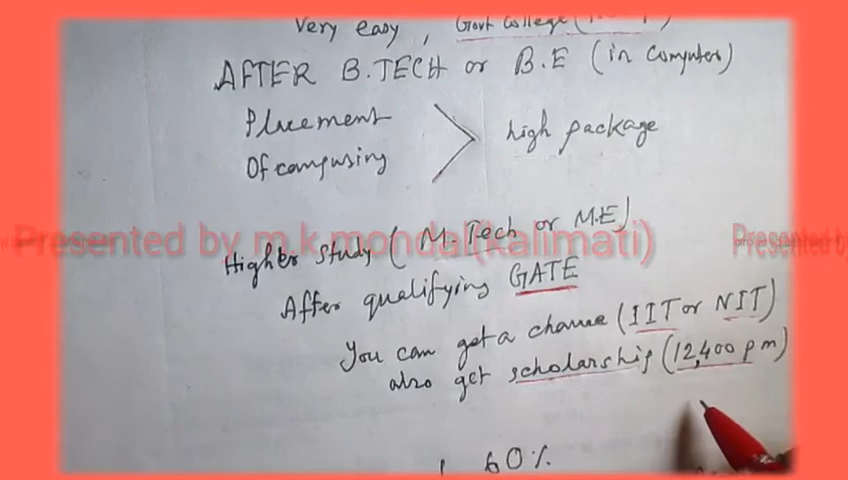 Very easy, Govt College
AFTER B.TECH or B.E (in Computer)
Placement
Of campusing
high package
Presented by m.k.mondal(kalimati)
Presented by
Higher Study ( M.Tech or M.E)
After qualifying GATE
You can get a chance (IIT or NIT)
also get scholarship (12,400 pm)
60%